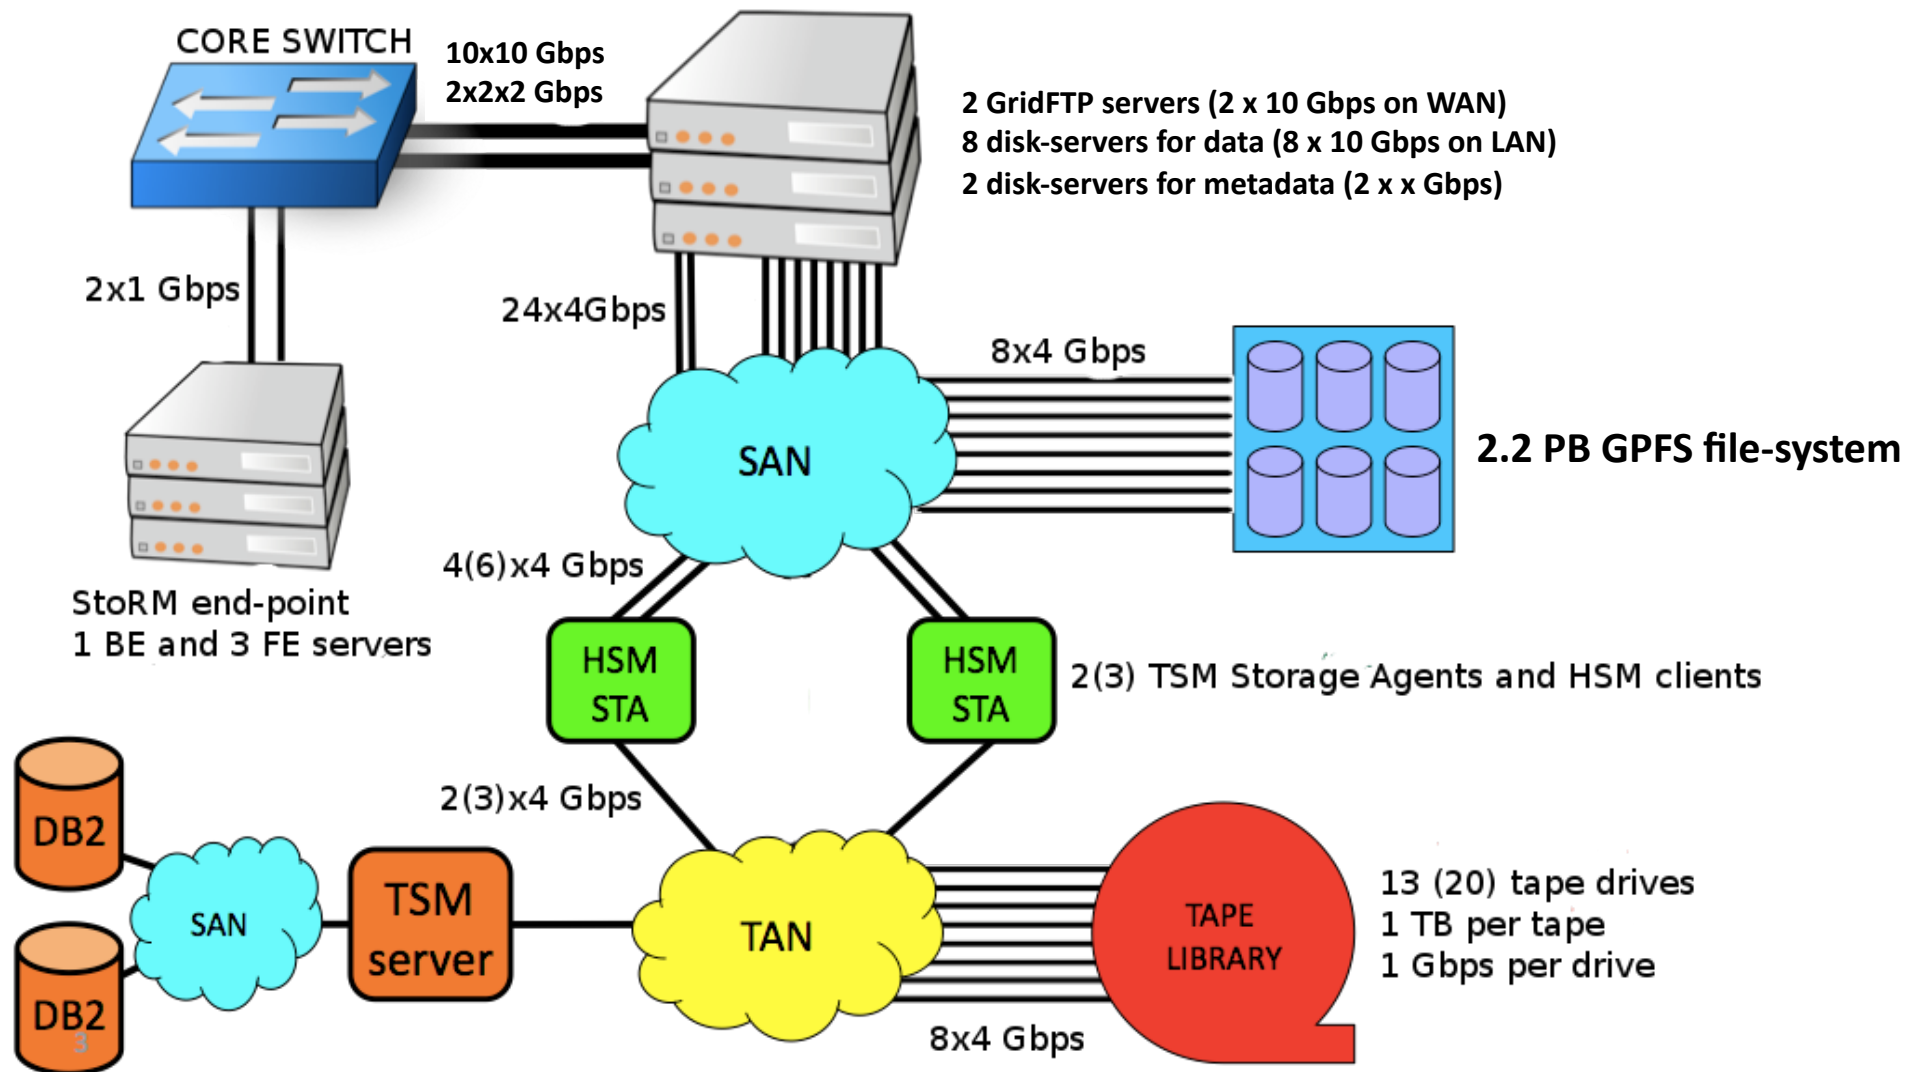 CORE SWITCH
10x10 Gbps
2x2x2 Gbps
2 GridFTP servers (2 x 10 Gbps on WAN)
8 disk-servers for data (8 x 10 Gbps on LAN)
2 disk-servers for metadata (2 x x Gbps)
2x1 Gbps
24x4Gbps
8x4 Gbps
SAN
2.2 PB GPFS file-system
4(6)x4 Gbps
StoRM end-point
1 BE and 3 FE servers
HSM
STA
HSM
STA
2(3) TSM Storage Agents and HSM clients
2(3)x4 Gbps
DB2
SAN
TSM
server
TAN
TAPE
LIBRARY
13 (20) tape drives
1 TB per tape
1 Gbps per drive
DB2
3
8x4 Gbps